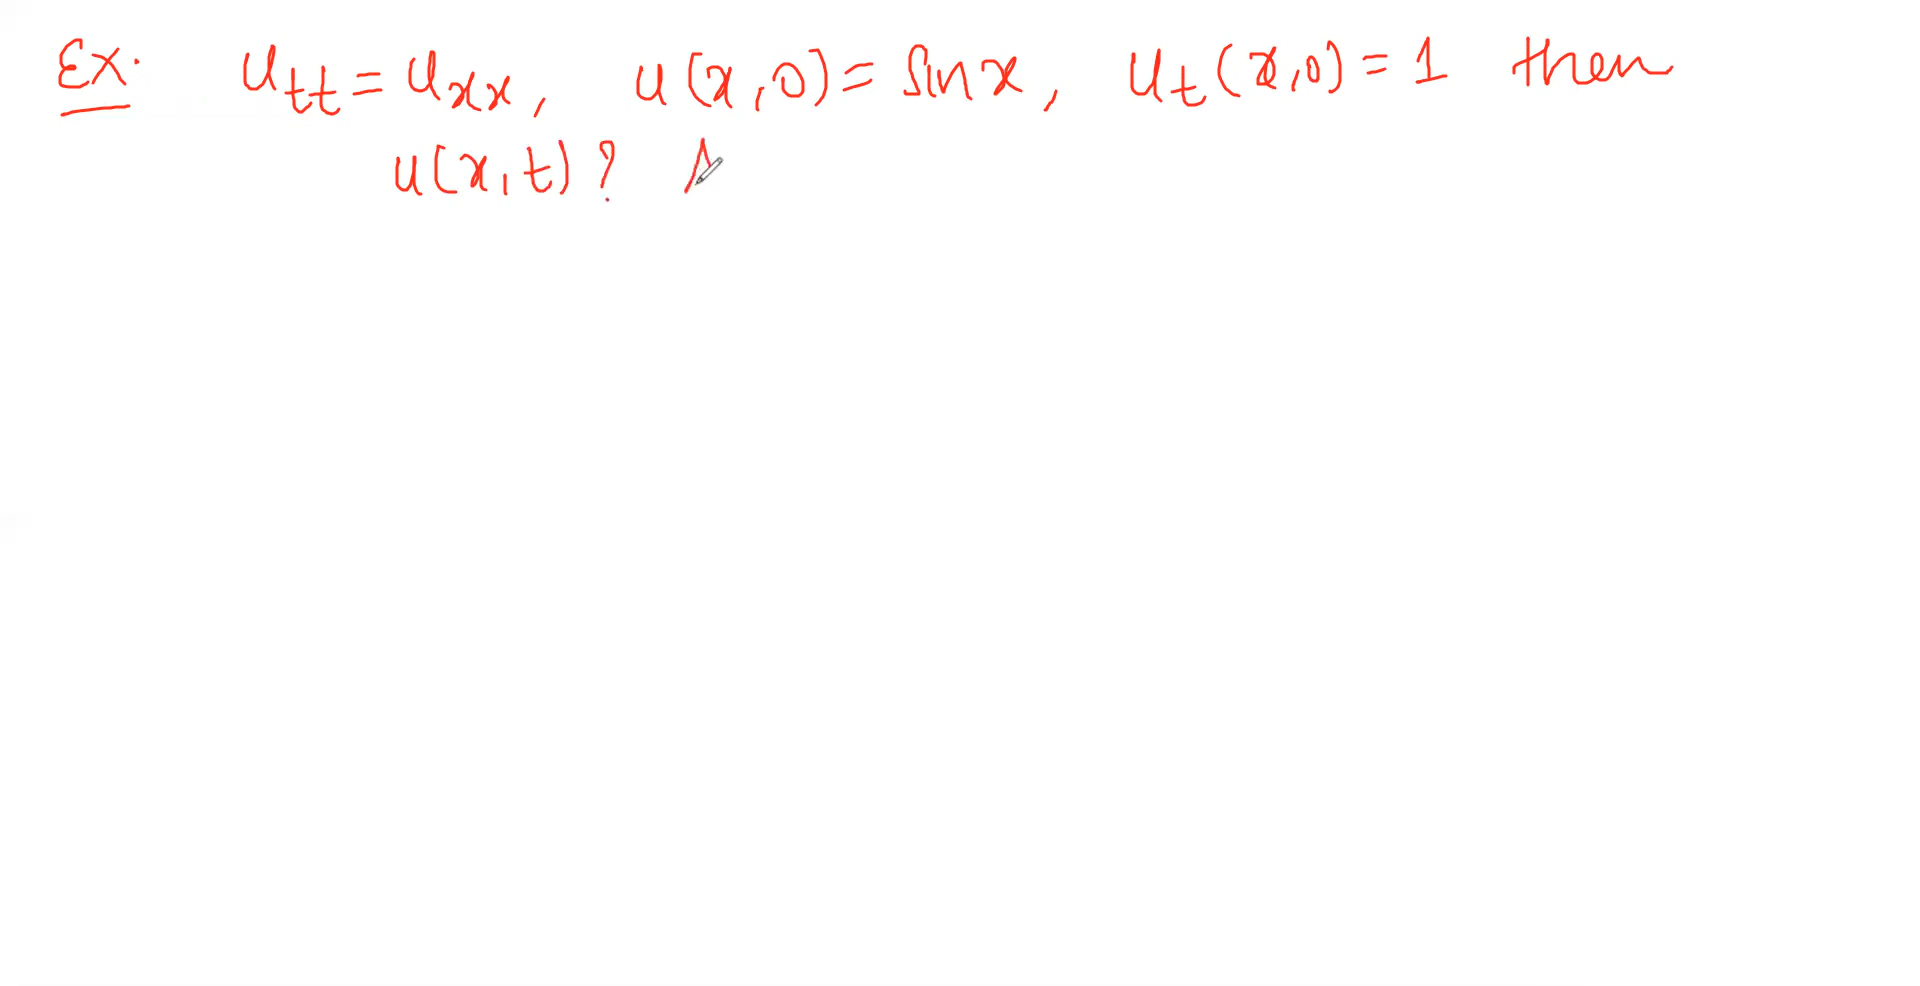 Ex. u_tt = u_xx, u(x,0) = sin x, u_t(x,0) = 1 then
u(x,t)?